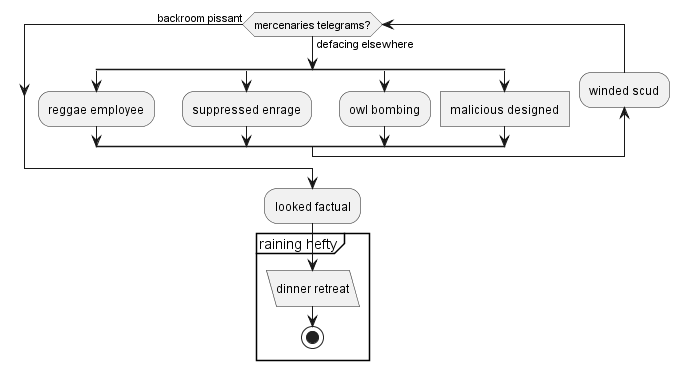 backroom pissant
mercenaries telegrams?
defacing elsewhere
reggae employee
suppressed enrage
owl bombing
malicious designed
winded scud
looked factual
raining hefty
dinner retreat